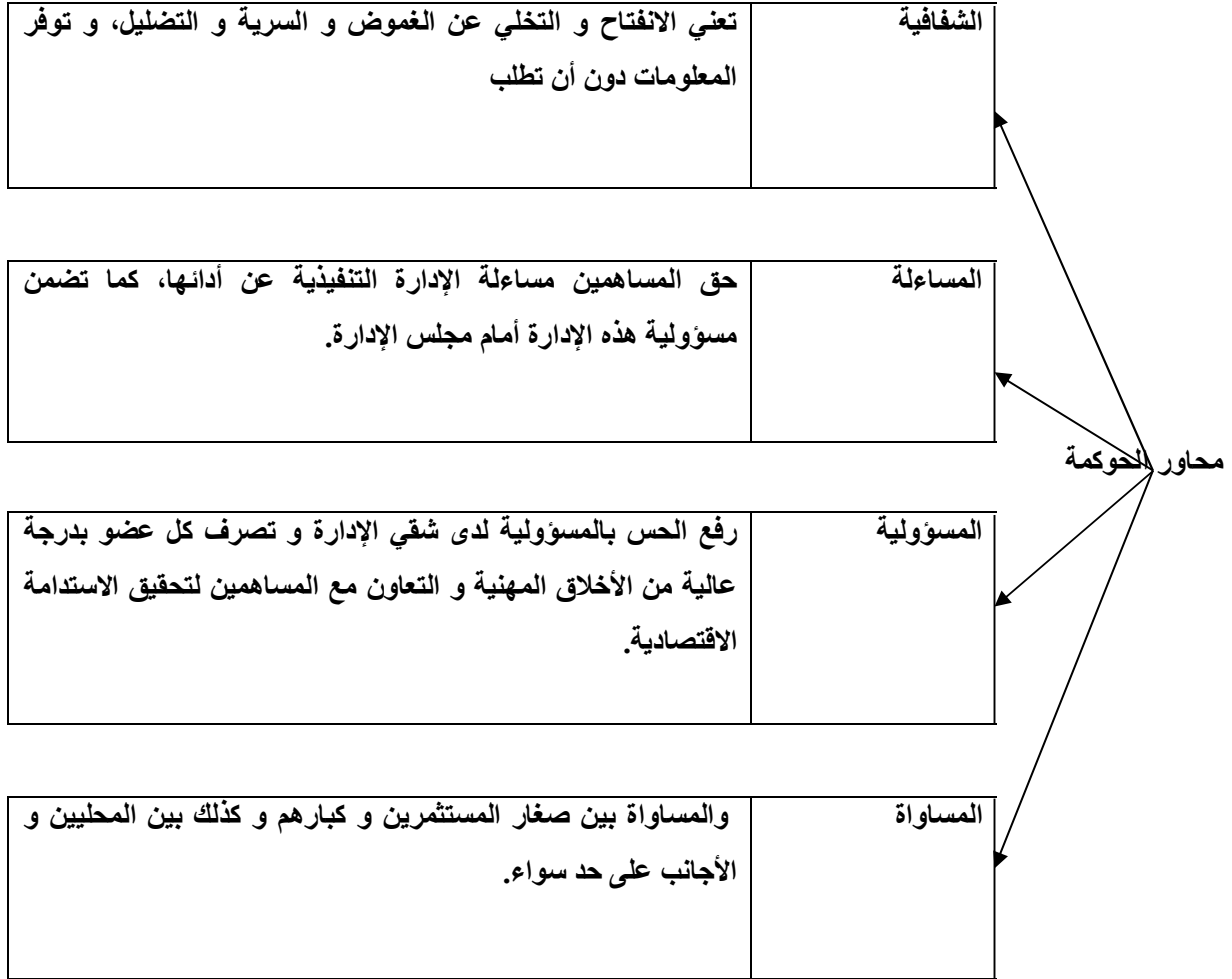 الشفافية
تعني الانفتاح و التخلي عن الغموض و السرية و التضليل، و توفر
المعلومات دون أن تطلب
المساءلة
حق المساهمين مساءلة الإدارة التنفيذية عن أدائها، كما تضمن
مسؤولية هذه الإدارة أمام مجلس الإدارة.
محاور الحوكمة
المسؤولية
رفع الحس بالمسؤولية لدى شقي الإدارة و تصرف كل عضو بدرجة
عالية من الأخلاق المهنية و التعاون مع المساهمين لتحقيق الاستدامة
الاقتصادية.
المساواة
والمساواة بين صغار المستثمرين و كبارهم و كذلك بين المحليين و
الأجانب على حد سواء.